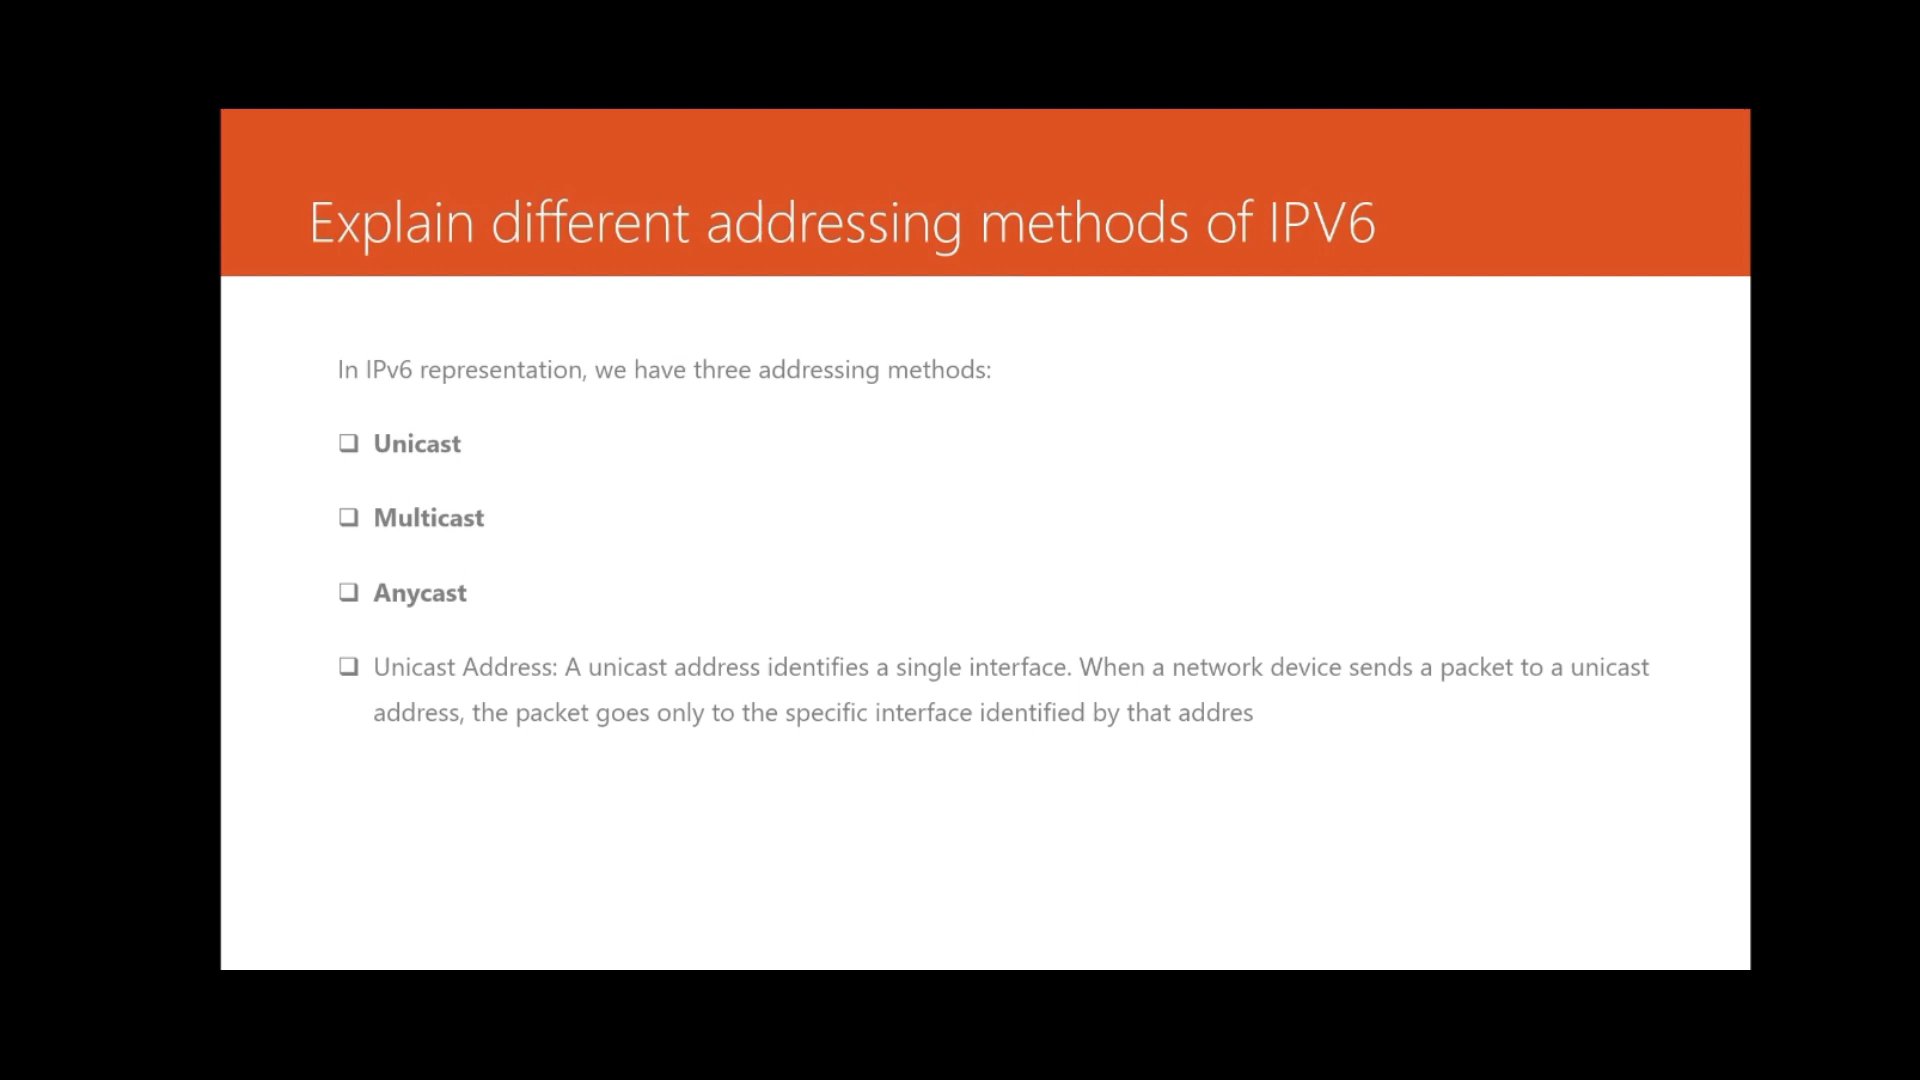 Explain different addressing methods of IPV6
In IPv6 representation, we have three addressing methods:
❑ Unicast
❑ Multicast
❑ Anycast
❑ Unicast Address: A unicast address identifies a single interface. When a network device sends a packet to a unicast
address, the packet goes only to the specific interface identified by that addres